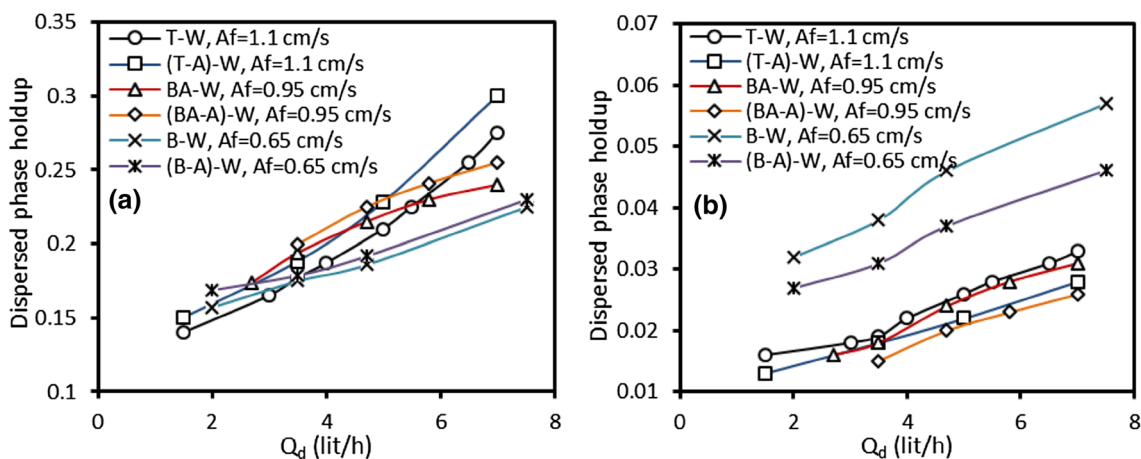 0.35
0.3
0.25
0.2
0.15
0.1
0
2
4
6
8
Dispersed phase holdup
Q_d (lit/h)
T-W, Af=1.1 cm/s
(T-A)-W, Af=1.1 cm/s
BA-W, Af=0.95 cm/s
(BA-A)-W, Af=0.95 cm/s
B-W, Af=0.65 cm/s
(B-A)-W, Af=0.65 cm/s
(a)
0.07
0.06
0.05
0.04
0.03
0.02
0.01
0
2
4
6
8
Dispersed phase holdup
Q_d (lit/h)
T-W, Af=1.1 cm/s
(T-A)-W, Af=1.1 cm/s
BA-W, Af=0.95 cm/s
(BA-A)-W, Af=0.95 cm/s
B-W, Af=0.65 cm/s
(B-A)-W, Af=0.65 cm/s
(b)